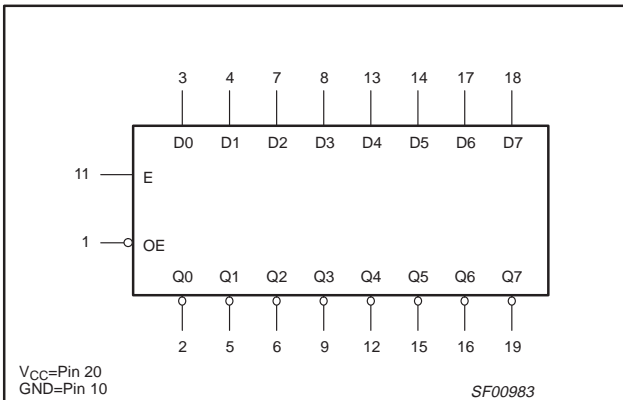 3 4 7 8 13 14 17 18
D0 D1 D2 D3 D4 D5 D6 D7
11 E
1 OE
Q0 Q1 Q2 Q3 Q4 Q5 Q6 Q7
2 5 6 9 12 15 16 19
VCC=Pin 20
GND=Pin 10
SF00983